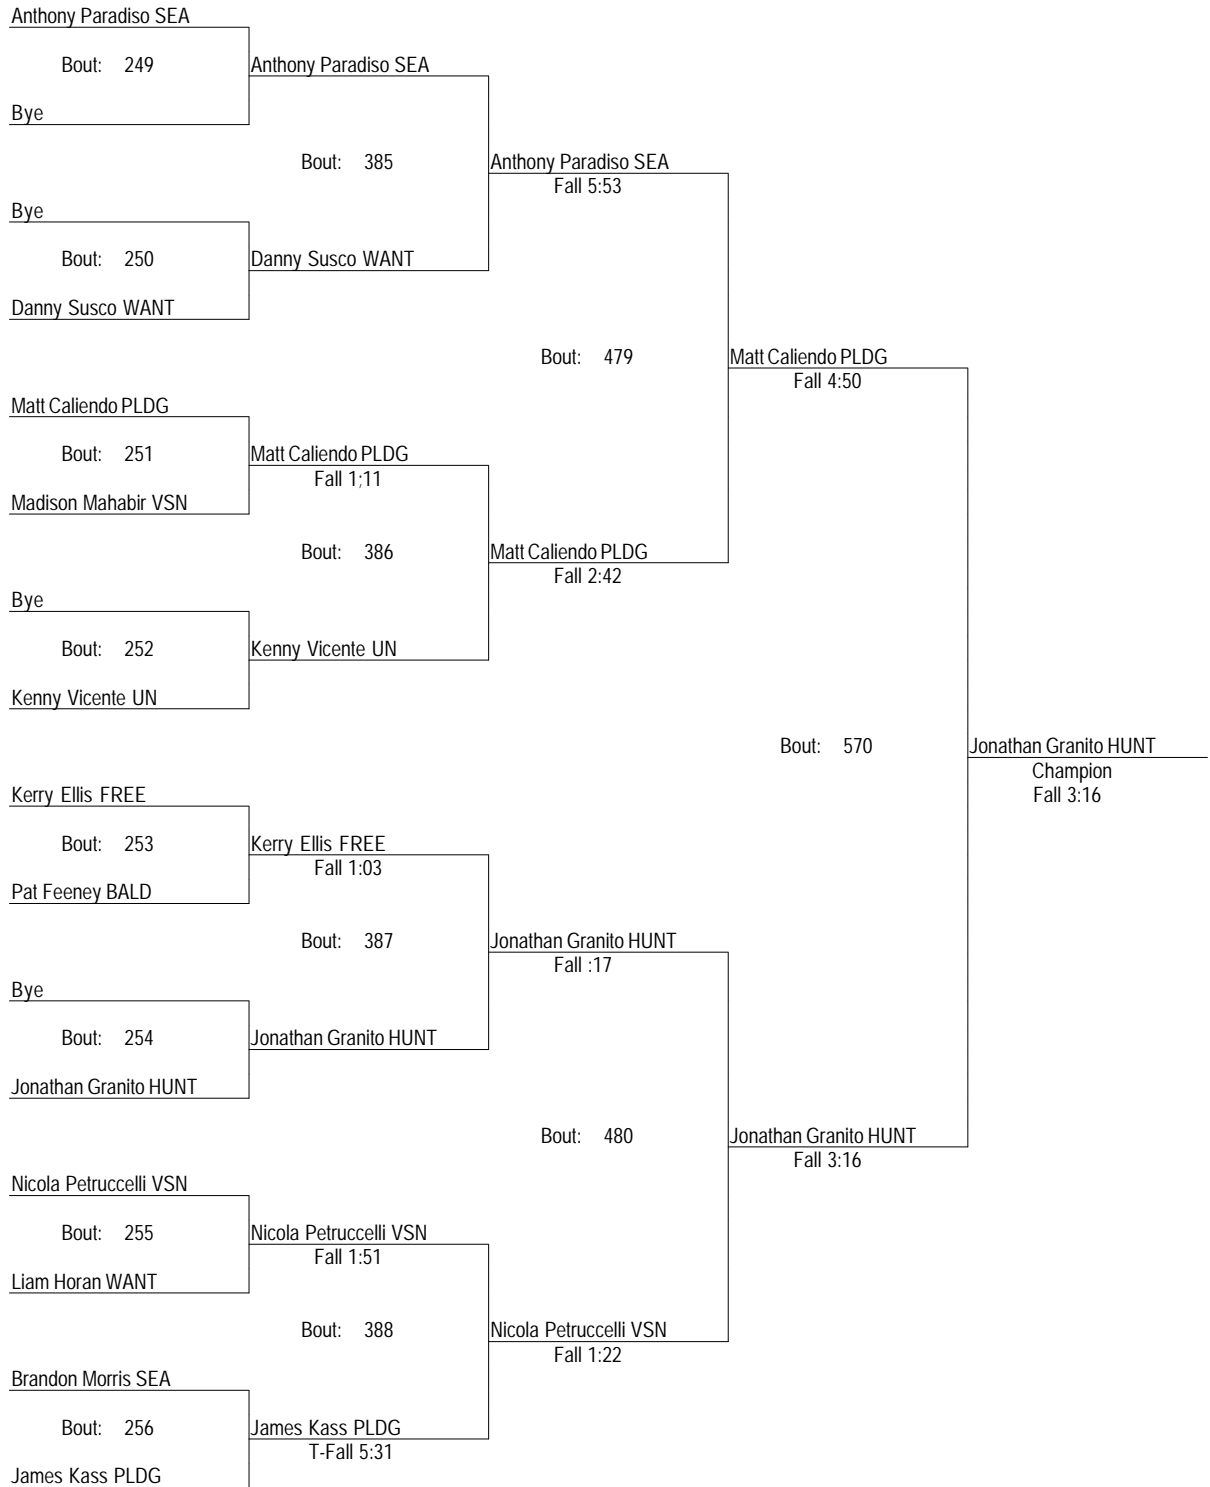 Anthony Paradiso SEA
Bout: 249
Anthony Paradiso SEA
Bye
Bout: 385
Anthony Paradiso SEA
Fall 5:53
Bye
Bout: 250
Danny Susco WANT
Danny Susco WANT
Bout: 479
Matt Caliendo PLDG
Fall 4:50
Matt Caliendo PLDG
Bout: 251
Matt Caliendo PLDG
Fall 1;11
Madison Mahabir VSN
Bout: 386
Matt Caliendo PLDG
Fall 2:42
Bye
Bout: 252
Kenny Vicente UN
Kenny Vicente UN
Bout: 570
Jonathan Granito HUNT
Champion
Fall 3:16
Kerry Ellis FREE
Bout: 253
Kerry Ellis FREE
Fall 1:03
Pat Feeney BALD
Bout: 387
Jonathan Granito HUNT
Fall :17
Bye
Bout: 254
Jonathan Granito HUNT
Jonathan Granito HUNT
Bout: 480
Jonathan Granito HUNT
Fall 3:16
Nicola Petruccelli VSN
Bout: 255
Nicola Petruccelli VSN
Fall 1:51
Liam Horan WANT
Bout: 388
Nicola Petruccelli VSN
Fall 1:22
Brandon Morris SEA
Bout: 256
James Kass PLDG
T-Fall 5:31
James Kass PLDG